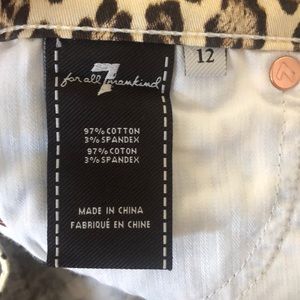 7
for all mankind
12
97% COTTON
3% SPANDEX
97% COTON
3% SPANDEX
MADE IN CHINA
FABRIQUÉ EN CHINE